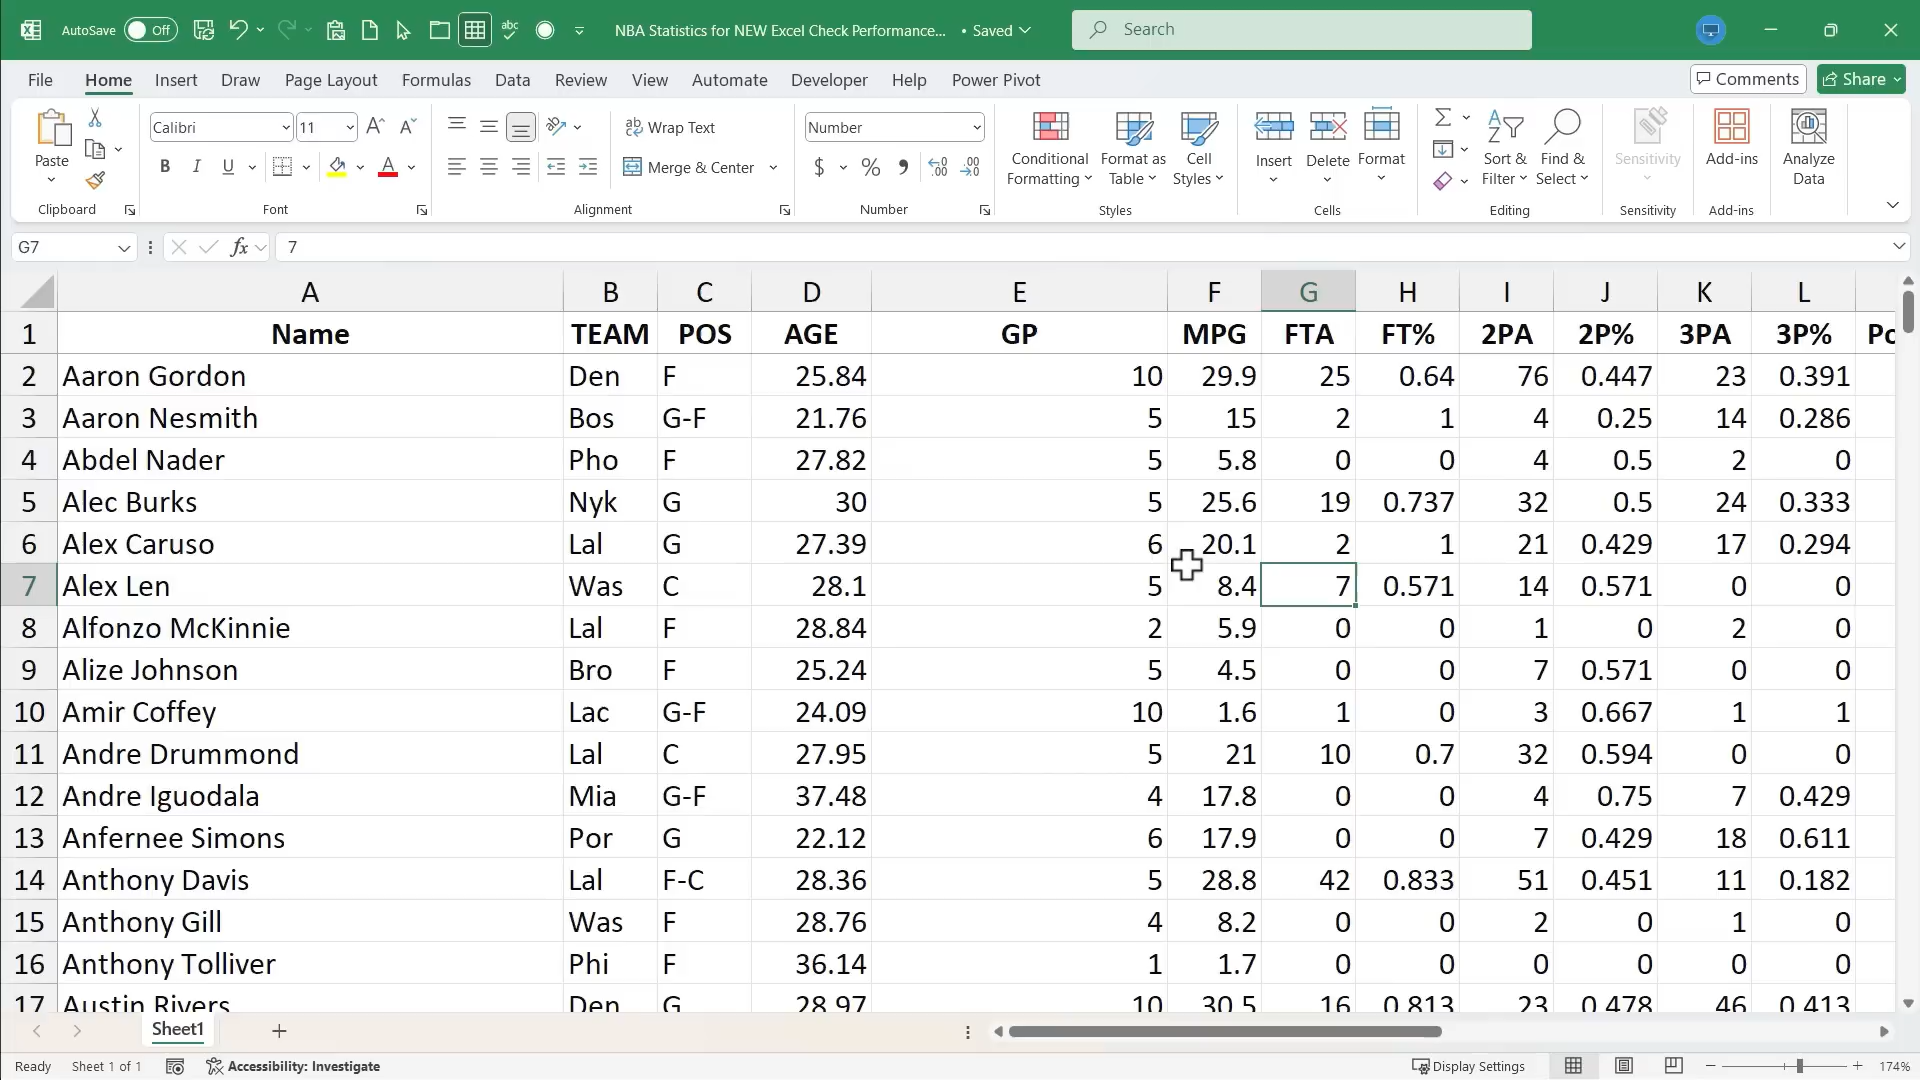 AutoSave Off NBA Statistics for NEW Excel Check Performance... • Saved Search
File Home Insert Draw Page Layout Formulas Data Review View Automate Developer Help Power Pivot Comments Share
Calibri 11 Wrap Text Number
Paste B I U Merge & Center $ % Conditional Formatting Format as Table Cell Styles Insert Delete Format Sort & Filter Find & Select Sensitivity Add-ins Analyze Data
Clipboard Font Alignment Number Styles Cells Editing Sensitivity Add-ins
G7 fx 7
A B C D E F G H I J K L
1 Name TEAM POS AGE GP MPG FTA FT% 2PA 2P% 3PA 3P%
2 Aaron Gordon Den F 25.84 10 29.9 25 0.64 76 0.447 23 0.391
3 Aaron Nesmith Bos G-F 21.76 5 15 2 1 4 0.25 14 0.286
4 Abdel Nader Pho F 27.82 5 5.8 0 0 4 0.5 2 0
5 Alec Burks Nyk G 30 5 25.6 19 0.737 32 0.5 24 0.333
6 Alex Caruso Lal G 27.39 6 20.1 2 1 21 0.429 17 0.294
7 Alex Len Was C 28.1 5 8.4 7 0.571 14 0.571 0 0
8 Alfonzo McKinnie Lal F 28.84 2 5.9 0 0 1 0 2 0
9 Alize Johnson Bro F 25.24 5 4.5 0 0 7 0.571 0 0
10 Amir Coffey Lac G-F 24.09 10 1.6 1 0 3 0.667 1 1
11 Andre Drummond Lal C 27.95 5 21 10 0.7 32 0.594 0 0
12 Andre Iguodala Mia G-F 37.48 4 17.8 0 0 4 0.75 7 0.429
13 Anfernee Simons Por G 22.12 6 17.9 0 0 7 0.429 18 0.611
14 Anthony Davis Lal F-C 28.36 5 28.8 42 0.833 51 0.451 11 0.182
15 Anthony Gill Was F 28.76 4 8.2 0 0 2 0 1 0
16 Anthony Tolliver Phi F 36.14 1 1.7 0 0 0 0 0 0
17 Austin Rivers Den G 28.97 10 30.5 16 0.813 23 0.478 46 0.413
Sheet1
Ready Sheet 1 of 1 Accessibility: Investigate Display Settings 174%